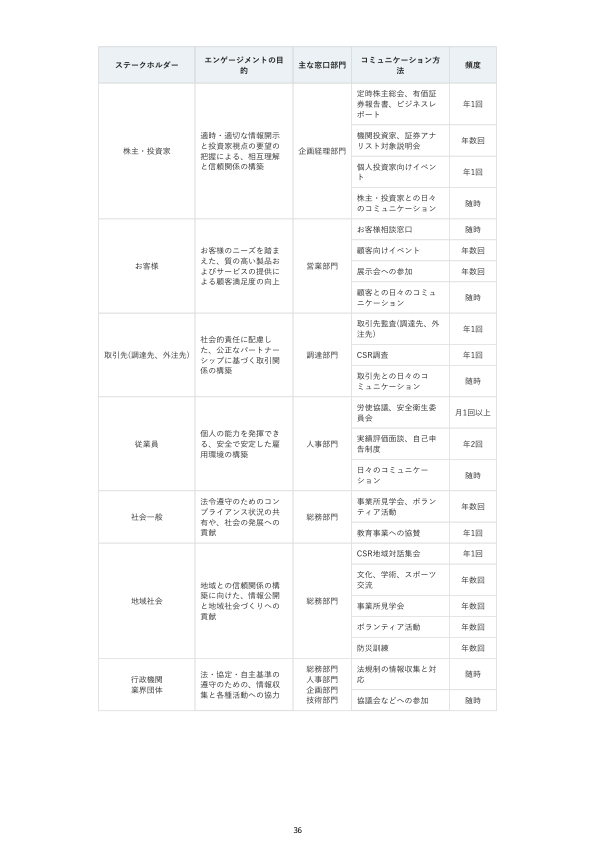 ステークホルダー
エンゲージメントの目
的
主な窓口部門
コミュニケーション方
法
頻度
株主・投資家
適時・適切な情報開示
と投資家視点の要望の
把握による、相互理解
と信頼関係の構築
企画経理部門
定時株主総会、有価証
券報告書、ビジネスレ
ポート
年1回
機関投資家、証券アナ
リスト対象説明会
年数回
個人投資家向けイベン
ト
年1回
株主・投資家との日々
のコミュニケーション
随時
お客様
お客様のニーズを踏ま
えた、質の高い製品お
よびサービスの提供に
よる顧客満足度の向上
営業部門
お客様相談窓口
随時
顧客向けイベント
年数回
展示会への参加
年数回
顧客との日々のコミュ
ニケーション
随時
取引先(調達先、外注先)
社会的責任に配慮し
た、公正なパートナー
シップに基づく取引関
係の構築
調達部門
取引先監査(調達先、外
注先)
年1回
CSR調査
年1回
取引先との日々のコ
ミュニケーション
随時
従業員
個人の能力を発揮でき
る、安全で安定した雇
用環境の構築
人事部門
労使協議、安全衛生委
員会
月1回以上
実績評価面談、自己申
告制度
年2回
日々のコミュニケー
ション
随時
社会一般
法令遵守のためのコン
プライアンス状況の共
有や、社会の発展への
貢献
総務部門
事業所見学会、ボラン
ティア活動
年数回
教育事業への協賛
年1回
地域社会
地域との信頼関係の構
築に向けた、情報公開
と地域社会づくりへの
貢献
総務部門
CSR地域対話集会
年1回
文化、学術、スポーツ
交流
年数回
事業所見学会
年数回
ボランティア活動
年数回
防災訓練
年数回
行政機関
業界団体
法・協定・自主基準の
遵守のための、情報収
集と各種活動への協力
総務部門
人事部門
企画部門
技術部門
法規制の情報収集と対
応
随時
協議会などへの参加
随時
36